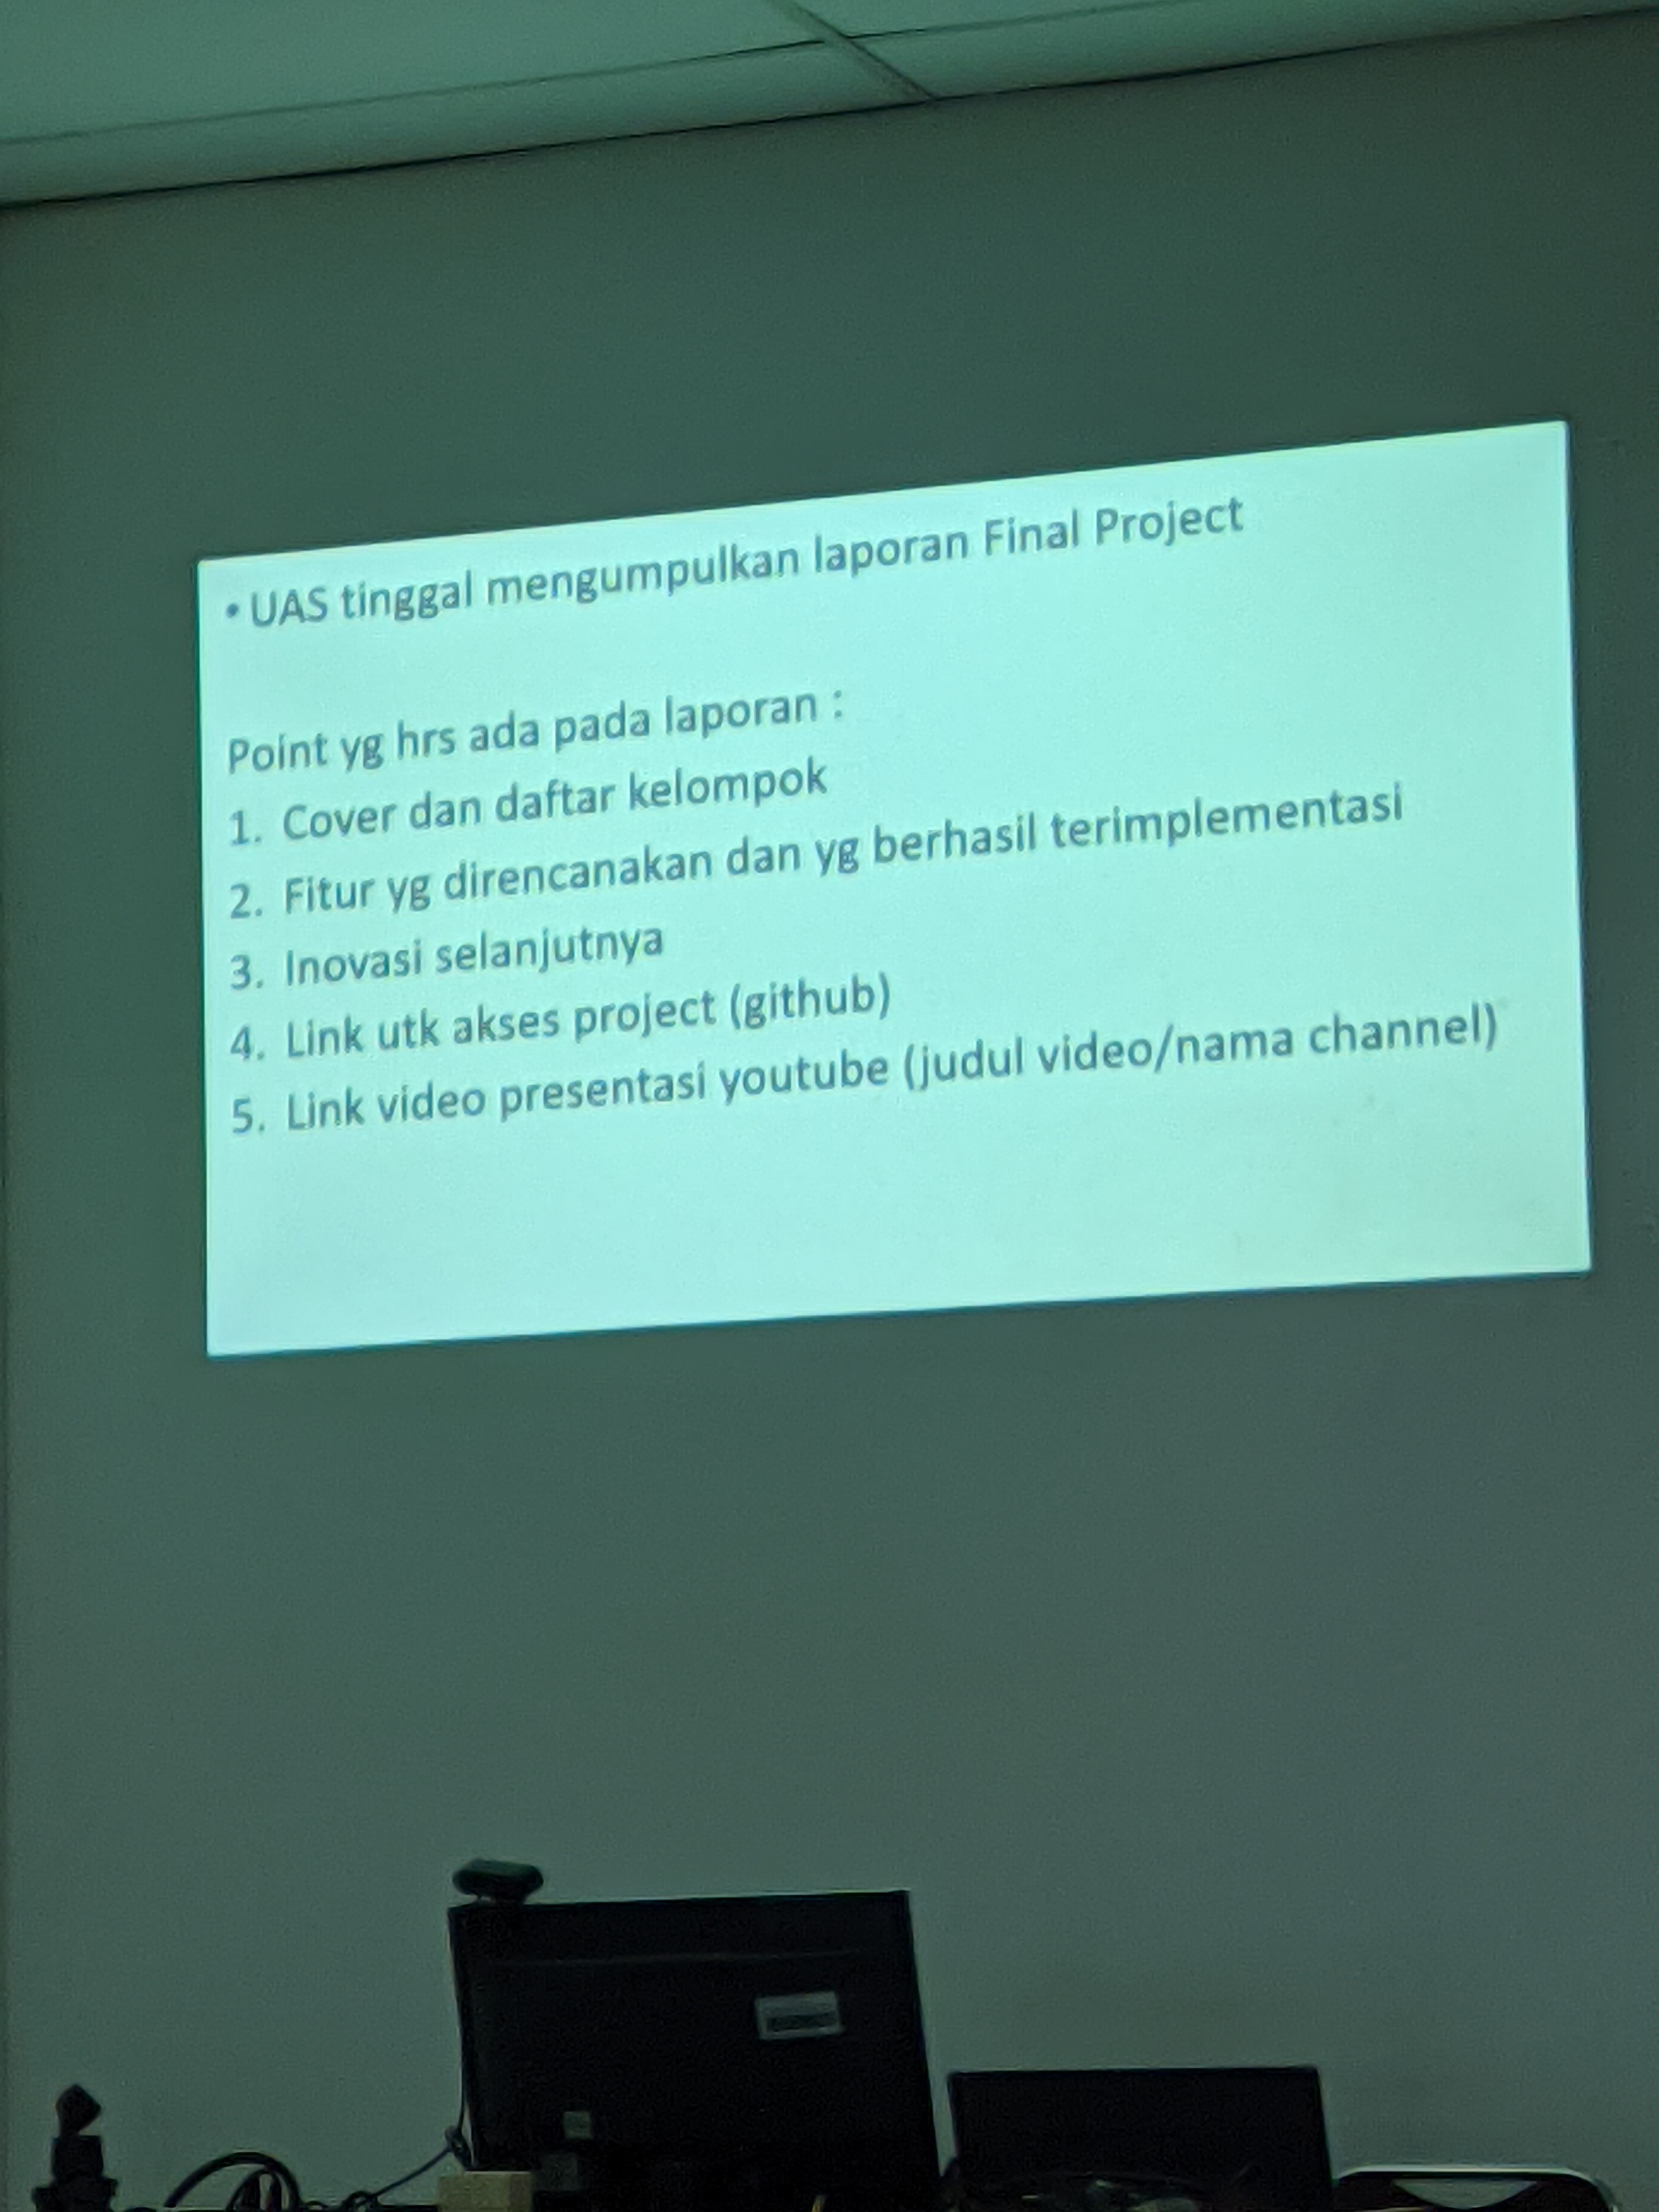 • UAS tinggal mengumpulkan laporan Final Project
Point yg hrs ada pada laporan :
1. Cover dan daftar kelompok
2. Fitur yg direncanakan dan yg berhasil terimplementasi
3. Inovasi selanjutnya
4. Link utk akses project (github)
5. Link video presentasi youtube (judul video/nama channel)